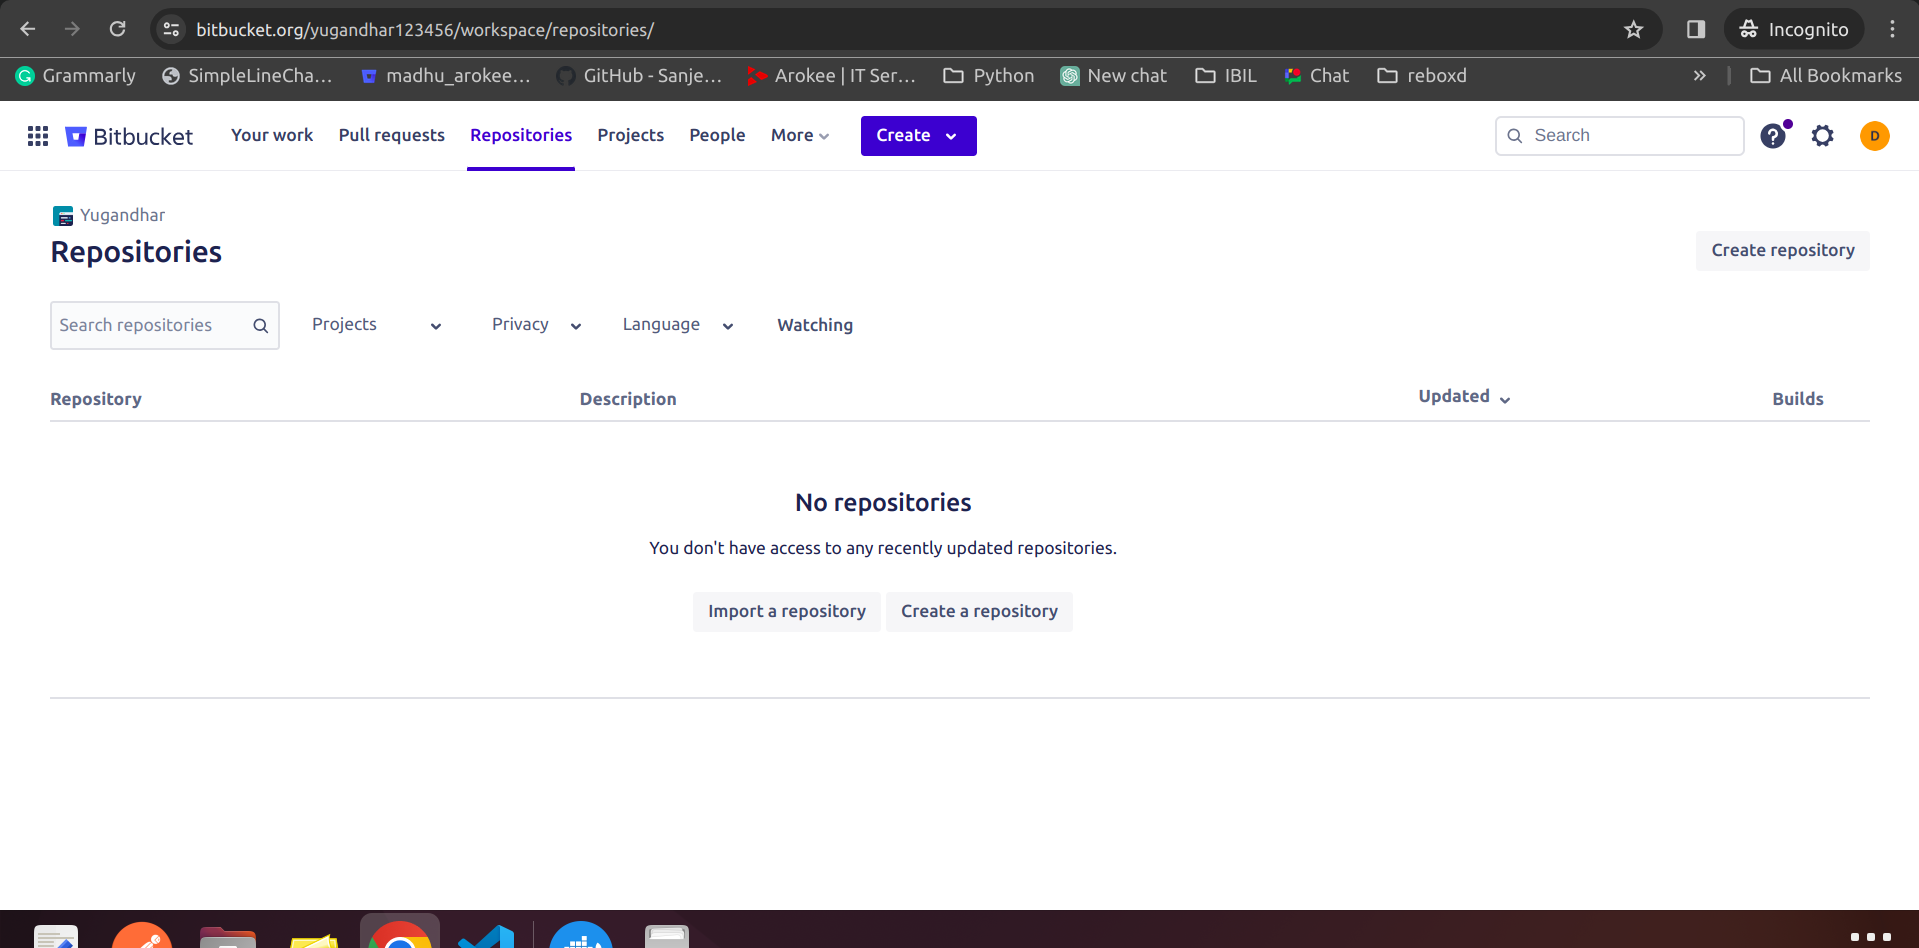 bitbucket.org/yugandhar123456/workspace/repositories/
Incognito
Grammarly
SimpleLineCha...
madhu_arokee...
GitHub - Sanje...
Arokee | IT Ser...
Python
New chat
IBIL
Chat
reboxd
»
All Bookmarks
Bitbucket
Your work
Pull requests
Repositories
Projects
People
More
Create
Search
?
D
Yugandhar
Repositories
Create repository
Search repositories
Projects
Privacy
Language
Watching
Repository
Description
Updated
Builds
No repositories
You don't have access to any recently updated repositories.
Import a repository
Create a repository